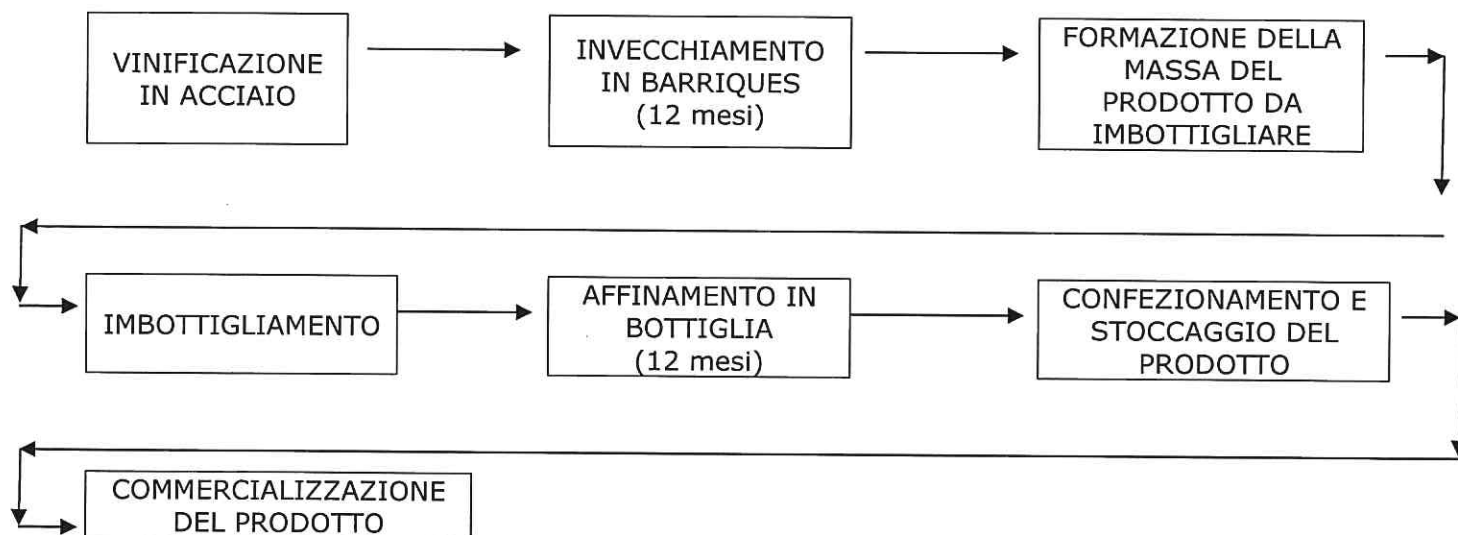 VINIFICAZIONE
IN ACCIAIO
INVECCHIAMENTO
IN BARRIQUES
(12 mesi)
FORMAZIONE DELLA
MASSA DEL
PRODOTTO DA
IMBOTTIGLIARE
IMBOTTIGLIAMENTO
AFFINAMENTO IN
BOTTIGLIA
(12 mesi)
CONFEZIONAMENTO E
STOCCAGGIO DEL
PRODOTTO
COMMERCIALIZZAZIONE
DEL PRODOTTO